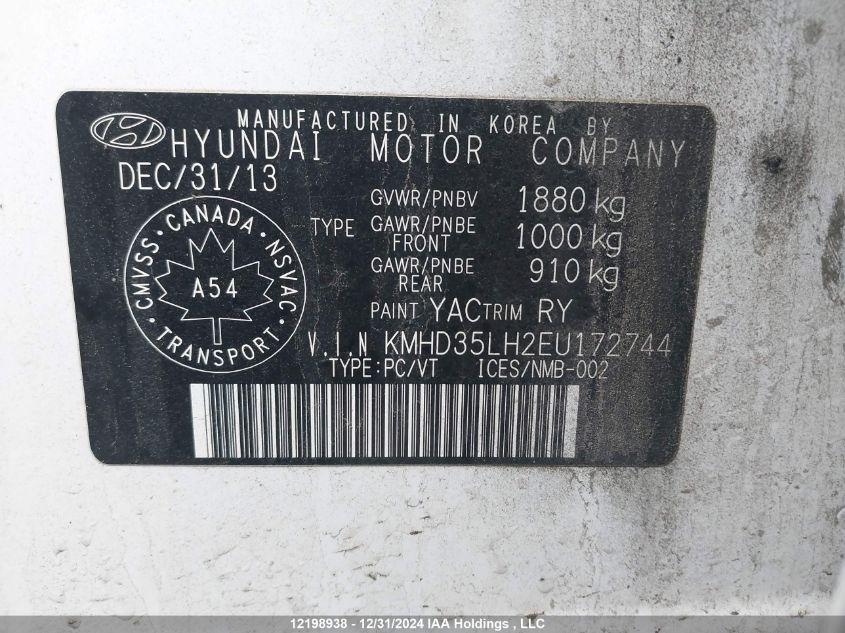 MANUFACTURED IN KOREA BY
HYUNDAI MOTOR COMPANY
DEC/31/13
GVWR/PNBV 1880 kg
TYPE GAWR/PNBE FRONT 1000 kg
GAWR/PNBE REAR 910 kg
PAINT YAC TRIM RY
CMVSS · CANADA · NSVAC · TRANSPORT ·
A54
V.I.N KMHD35LH2EU172744
TYPE:PC/VT ICES/NMB-002
12198938 - 12/31/2024 IAA Holdings , LLC